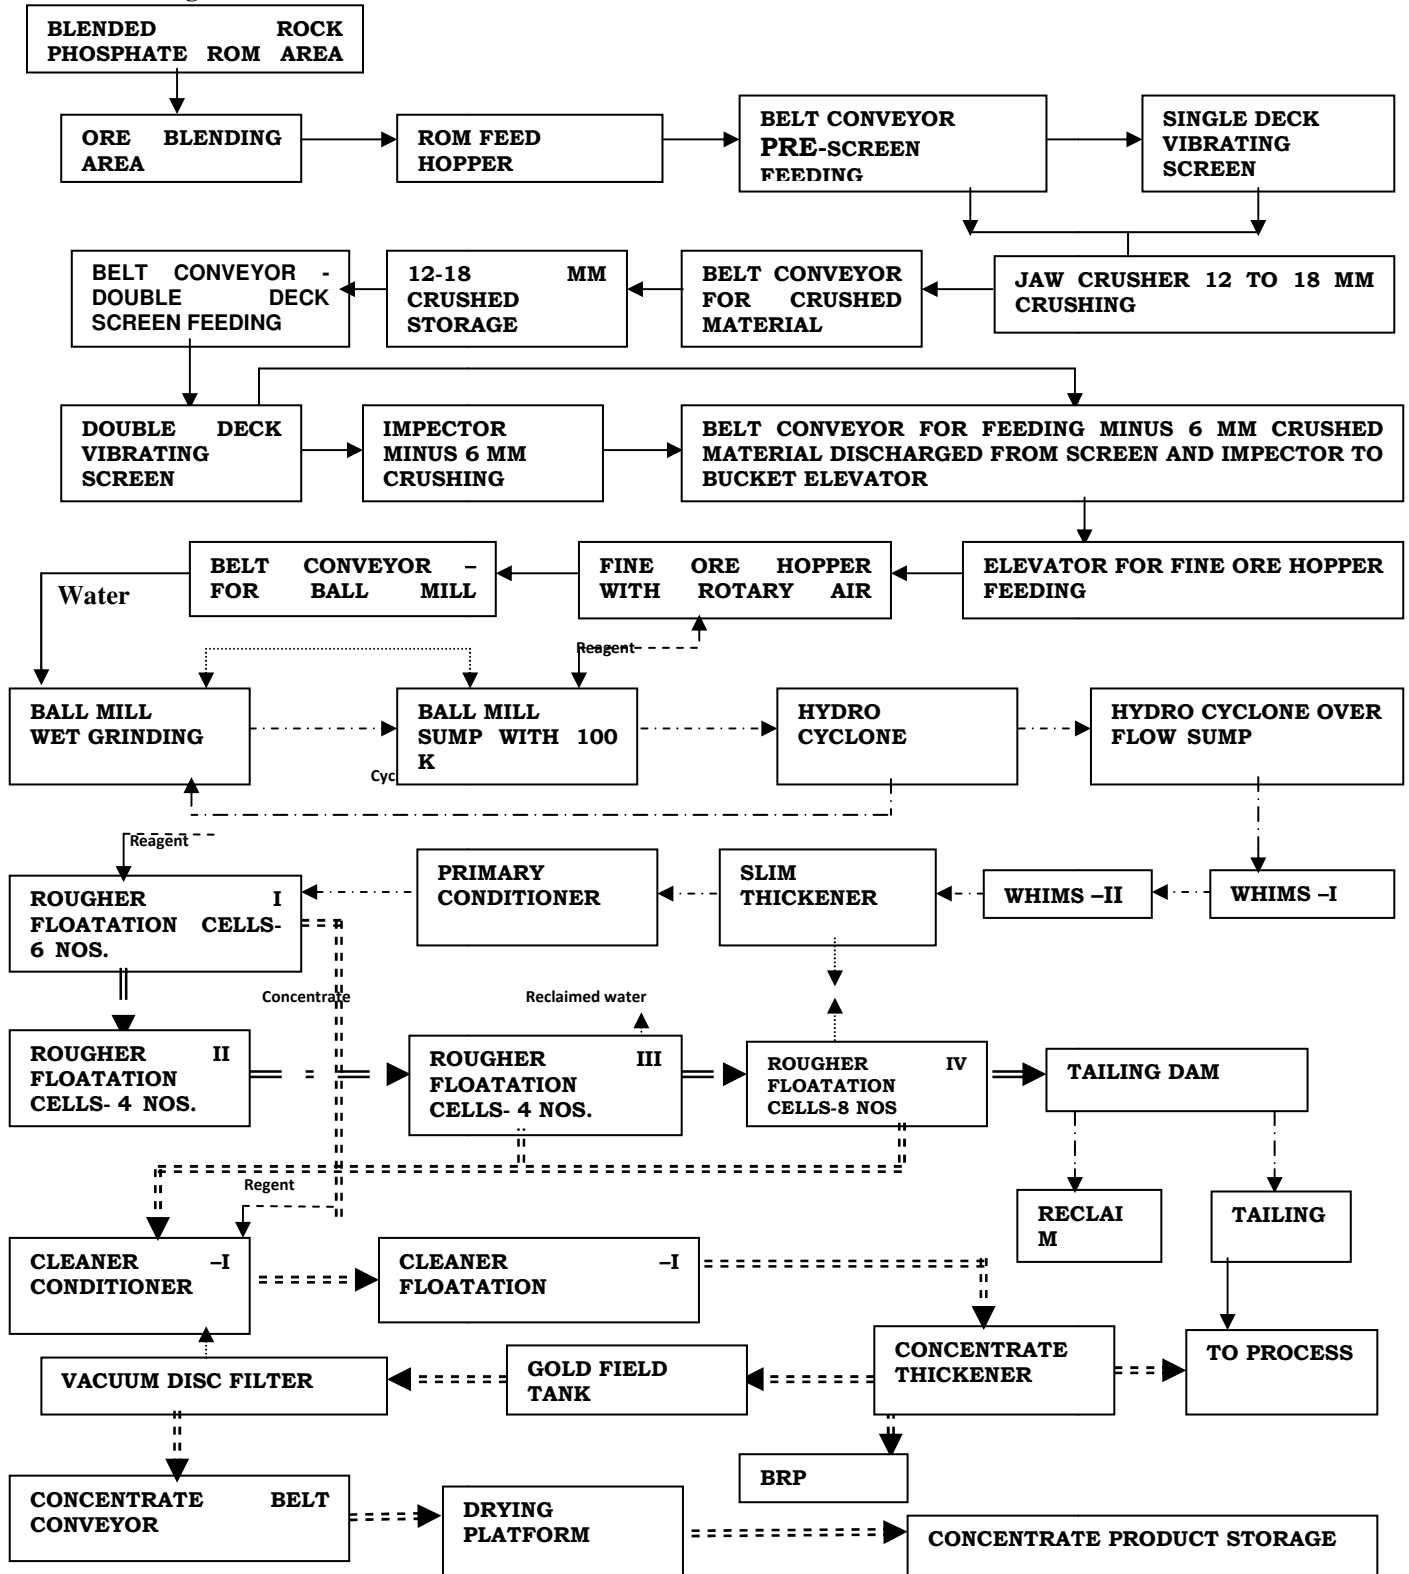 BLENDED ROCK
PHOSPHATE ROM AREA
ORE BLENDING
AREA
ROM FEED
HOPPER
BELT CONVEYOR
PRE-SCREEN
FEEDING
SINGLE DECK
VIBRATING
SCREEN
BELT CONVEYOR -
DOUBLE DECK
SCREEN FEEDING
12-18 MM
CRUSHED
STORAGE
BELT CONVEYOR
FOR CRUSHED
MATERIAL
JAW CRUSHER 12 TO 18 MM
CRUSHING
DOUBLE DECK
VIBRATING
SCREEN
IMPECTOR
MINUS 6 MM
CRUSHING
BELT CONVEYOR FOR FEEDING MINUS 6 MM CRUSHED
MATERIAL DISCHARGED FROM SCREEN AND IMPECTOR TO
BUCKET ELEVATOR
Water
BELT CONVEYOR –
FOR BALL MILL
FINE ORE HOPPER
WITH ROTARY AIR
ELEVATOR FOR FINE ORE HOPPER
FEEDING
Reagent
BALL MILL
WET GRINDING
BALL MILL
SUMP WITH 100
K
Cyc
HYDRO
CYCLONE
HYDRO CYCLONE OVER
FLOW SUMP
Reagent
ROUGHER I
FLOATATION CELLS-
6 NOS.
PRIMARY
CONDITIONER
SLIM
THICKENER
WHIMS –II
WHIMS –I
Concentrate
Reclaimed water
ROUGHER II
FLOATATION
CELLS- 4 NOS.
ROUGHER III
FLOATATION
CELLS- 4 NOS.
ROUGHER IV
FLOATATION
CELLS-8 NOS
TAILING DAM
Regent
RECLAI
M
TAILING
CLEANER –I
CONDITIONER
CLEANER –I
FLOATATION
CONCENTRATE
THICKENER
TO PROCESS
VACUUM DISC FILTER
GOLD FIELD
TANK
BRP
CONCENTRATE BELT
CONVEYOR
DRYING
PLATFORM
CONCENTRATE PRODUCT STORAGE